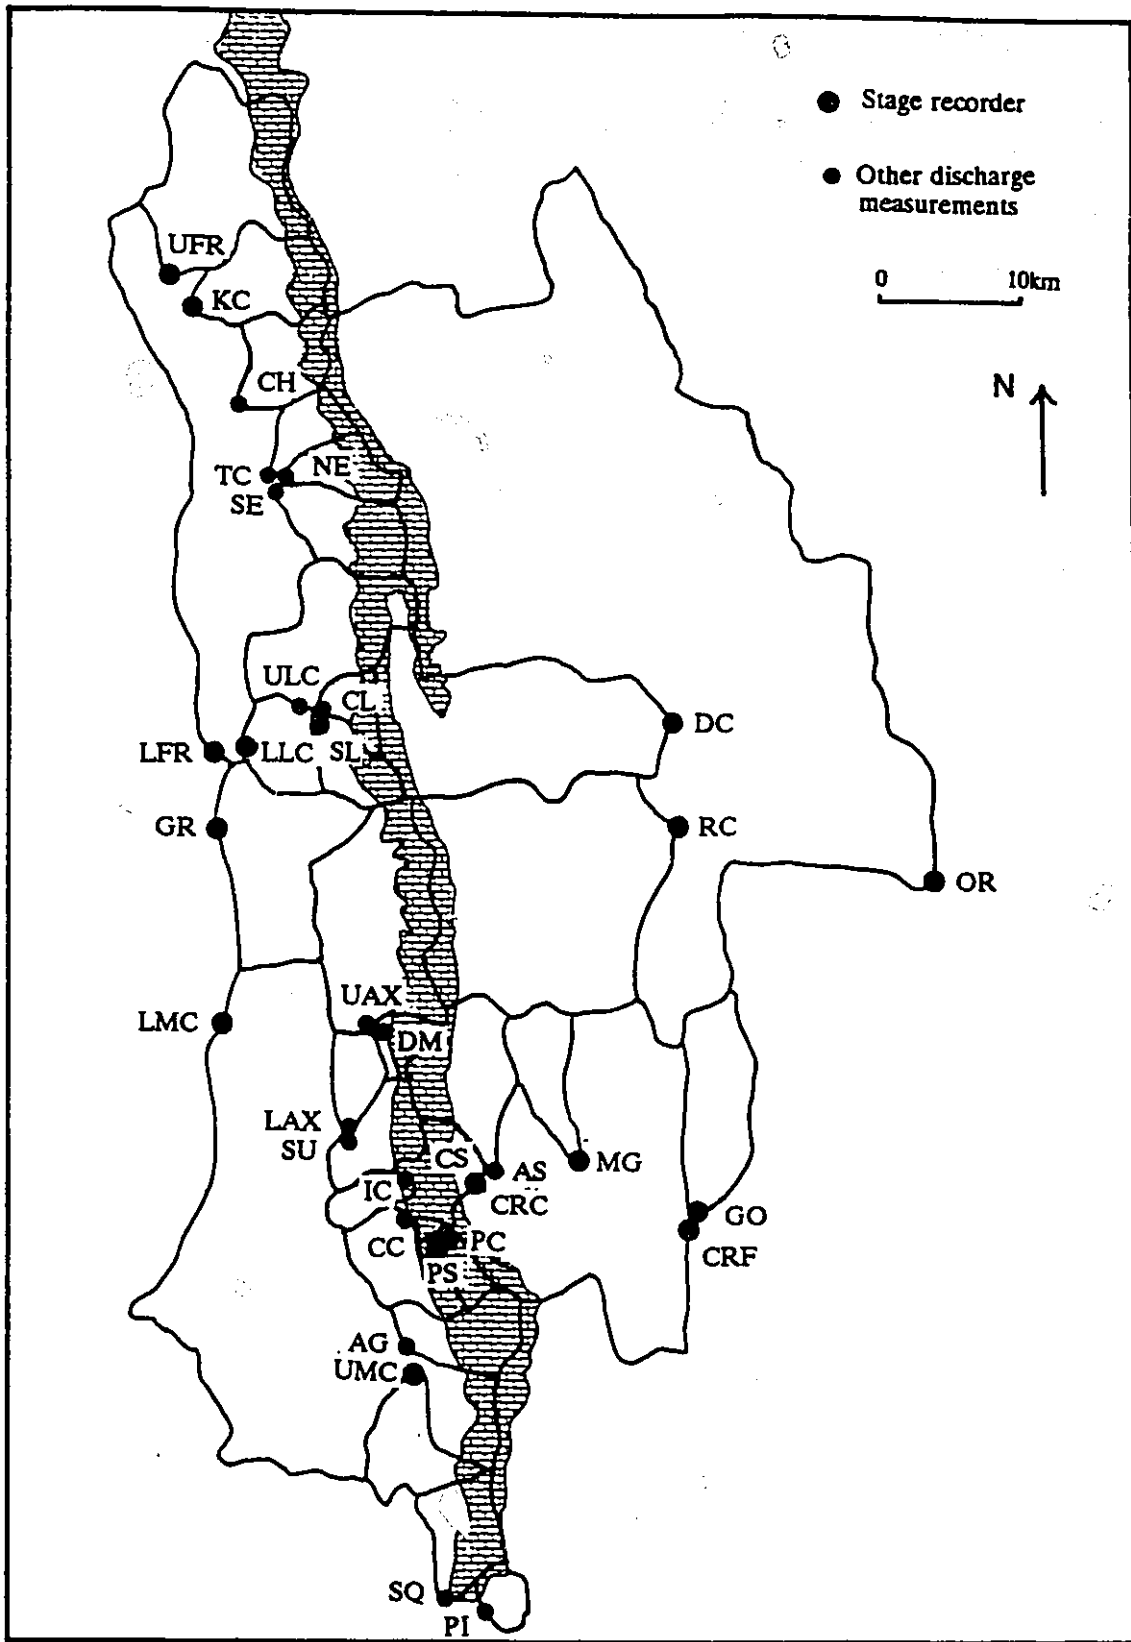 Stage recorder
Other discharge
measurements
0 10km
N
UFR
KC
CH
TC
NE
SE
ULC
CL
LFR
LLC
SL
DC
GR
RC
OR
UAX
LMC
DM
LAX
SU
CS
AS
MG
IC
CRC
GO
CC
PC
CRF
PS
AG
UMC
SQ
PI